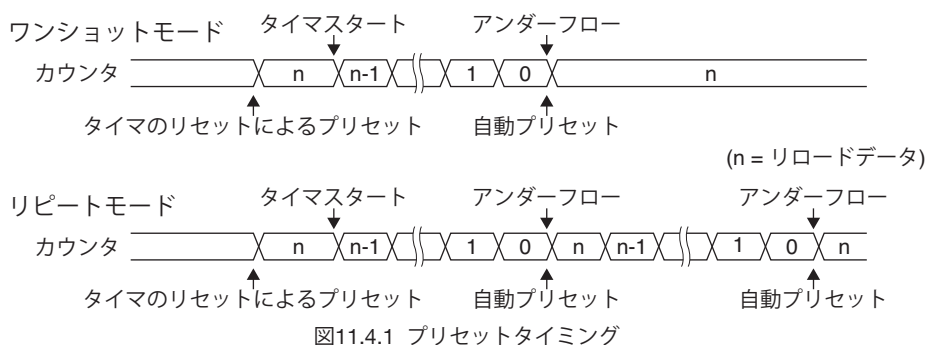 ワンショットモード
タイマスタート アンダーフロー
カウンタ n n-1 1 0 n
タイマのリセットによるプリセット 自動プリセット
(n = リロードデータ)
リピートモード
タイマスタート アンダーフロー アンダーフロー
カウンタ n n-1 1 0 n n-1 1 0 n
タイマのリセットによるプリセット 自動プリセット 自動プリセット
図11.4.1 プリセットタイミング